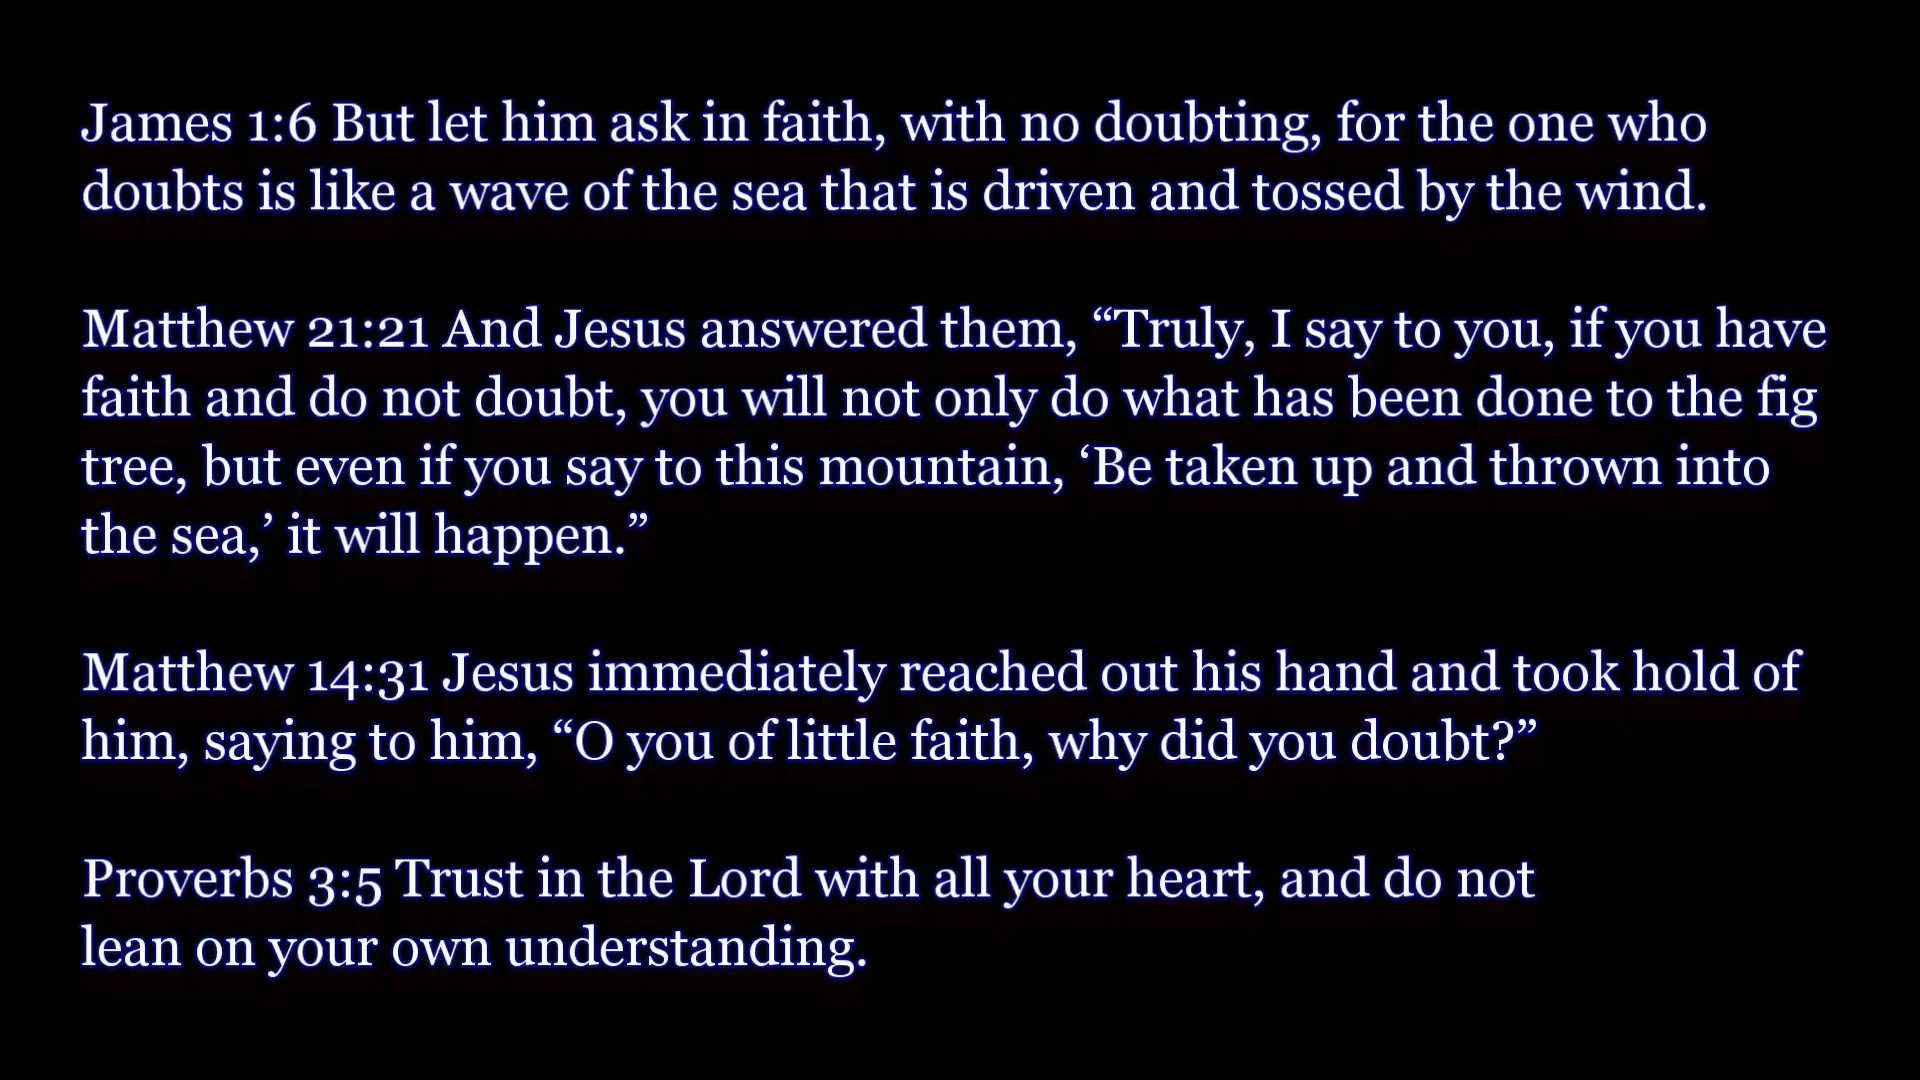 James 1:6 But let him ask in faith, with no doubting, for the one who
doubts is like a wave of the sea that is driven and tossed by the wind.
Matthew 21:21 And Jesus answered them, “Truly, I say to you, if you have
faith and do not doubt, you will not only do what has been done to the fig
tree, but even if you say to this mountain, ‘Be taken up and thrown into
the sea,’ it will happen.”
Matthew 14:31 Jesus immediately reached out his hand and took hold of
him, saying to him, “O you of little faith, why did you doubt?”
Proverbs 3:5 Trust in the Lord with all your heart, and do not
lean on your own understanding.